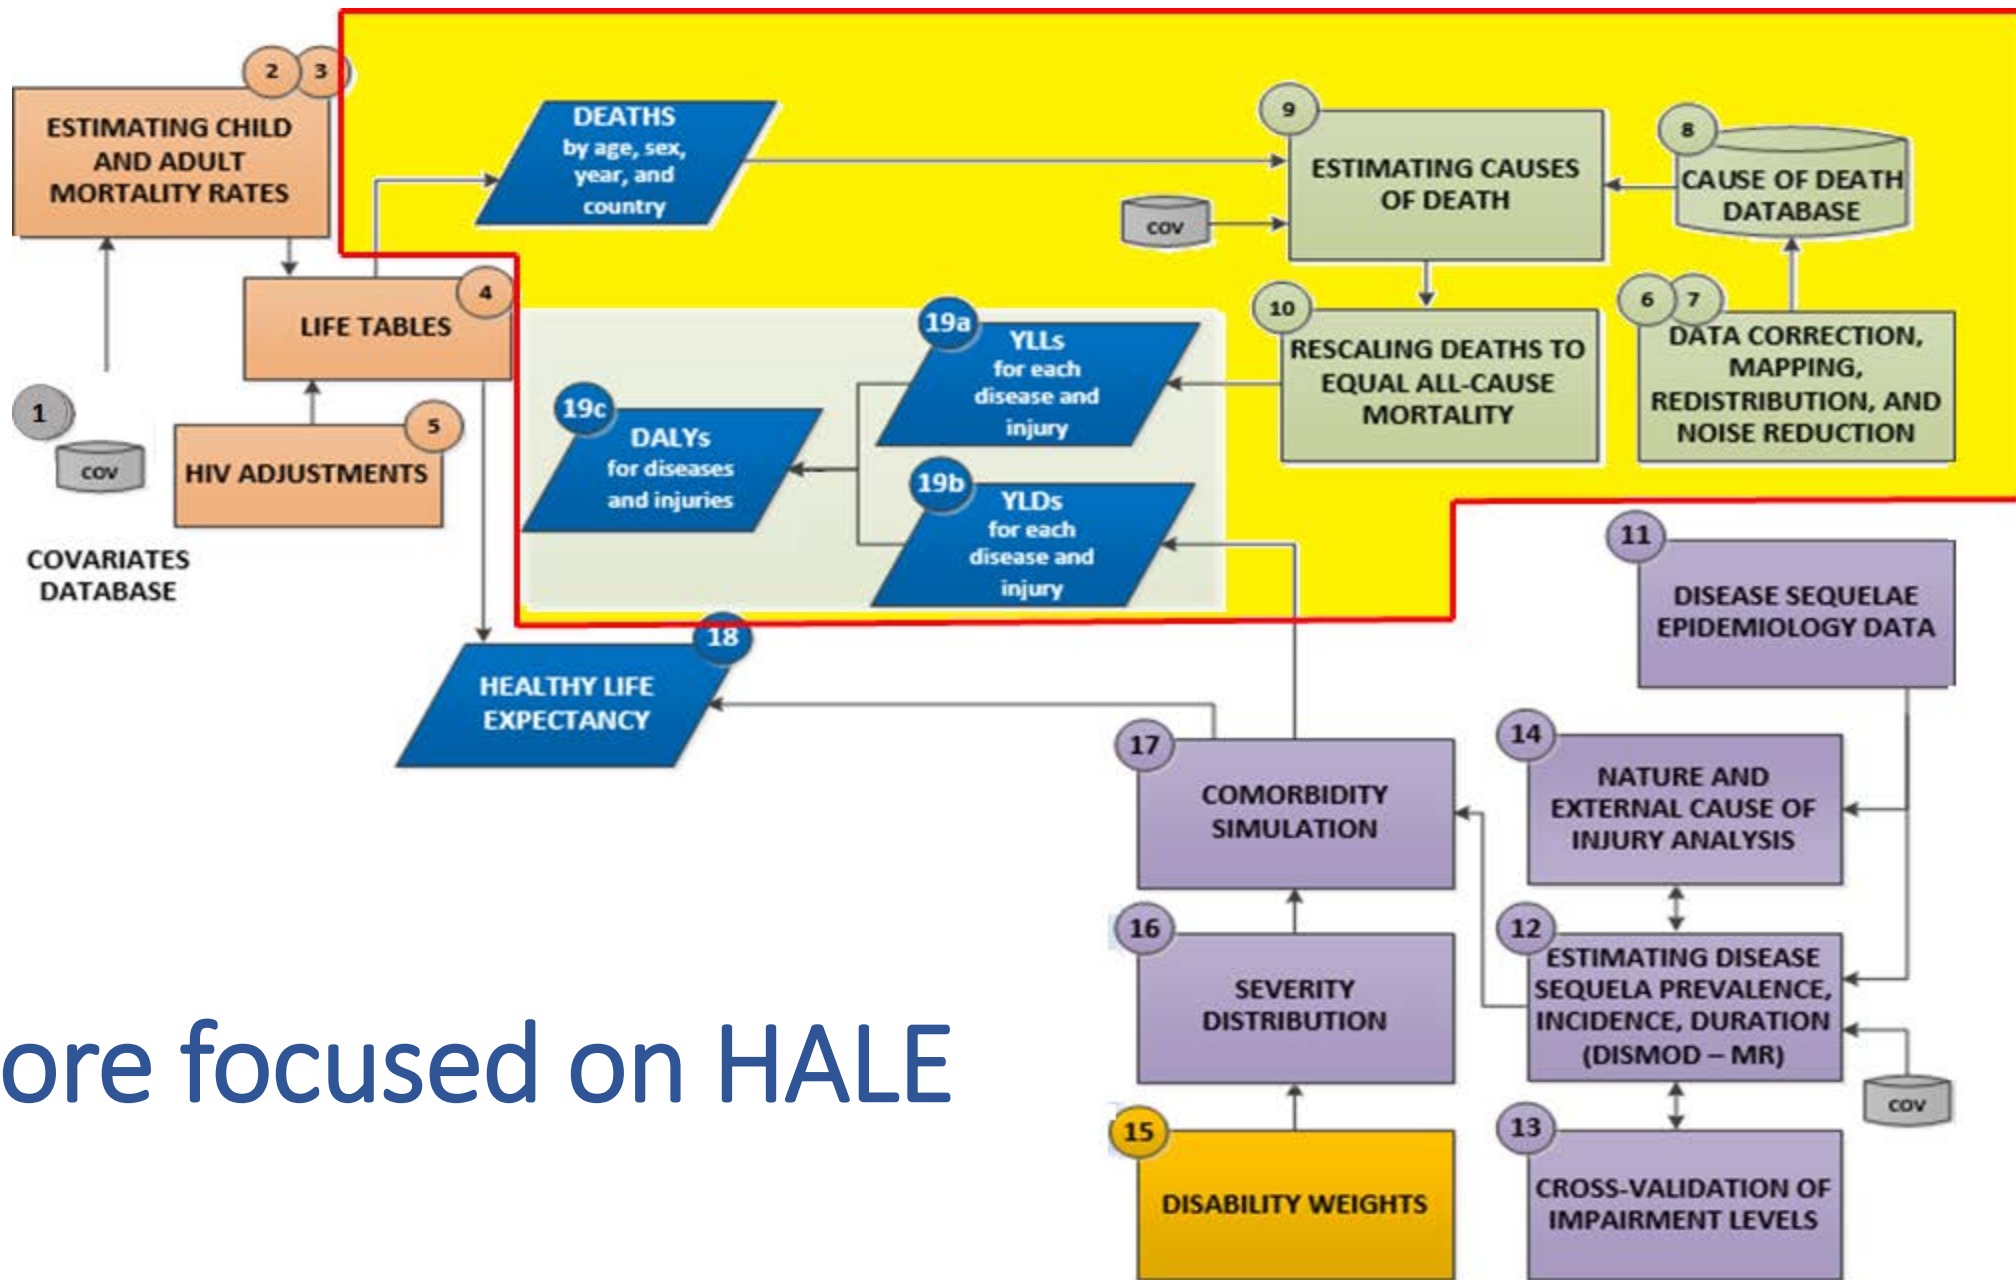 2
3
ESTIMATING CHILD
AND ADULT
MORTALITY RATES
DEATHS
by age, sex,
year, and
country
9
ESTIMATING CAUSES
OF DEATH
8
CAUSE OF DEATH
DATABASE
COV
4
LIFE TABLES
19a
YLLs
for each
disease and
injury
10
RESCALING DEATHS TO
EQUAL ALL-CAUSE
MORTALITY
6
7
DATA CORRECTION,
MAPPING,
REDISTRIBUTION, AND
NOISE REDUCTION
1
COV
5
HIV ADJUSTMENTS
19c
DALYs
for diseases
and injuries
19b
YLDs
for each
disease and
injury
COVARIATES
DATABASE
11
DISEASE SEQUELAE
EPIDEMIOLOGY DATA
18
HEALTHY LIFE
EXPECTANCY
17
COMORBIDITY
SIMULATION
14
NATURE AND
EXTERNAL CAUSE OF
INJURY ANALYSIS
16
SEVERITY
DISTRIBUTION
12
ESTIMATING DISEASE
SEQUELA PREVALENCE,
INCIDENCE, DURATION
(DISMOD – MR)
ore focused on HALE
COV
15
DISABILITY WEIGHTS
13
CROSS-VALIDATION OF
IMPAIRMENT LEVELS